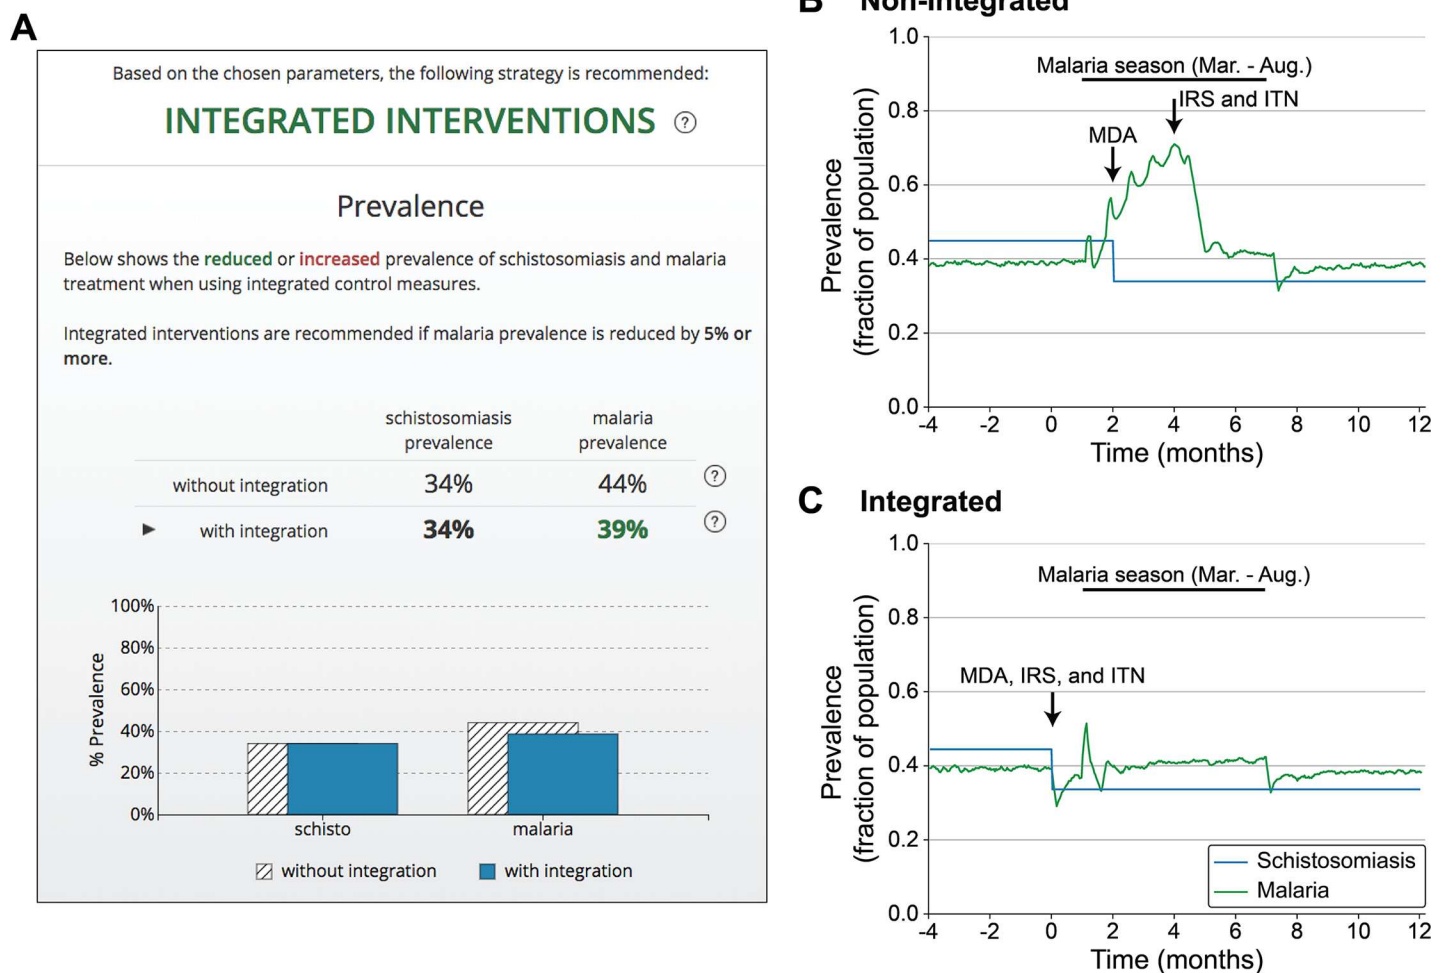 A
Based on the chosen parameters, the following strategy is recommended:
INTEGRATED INTERVENTIONS ?
Prevalence
Below shows the reduced or increased prevalence of schistosomiasis and malaria
treatment when using integrated control measures.
Integrated interventions are recommended if malaria prevalence is reduced by 5% or
more.
schistosomiasis malaria
prevalence prevalence
without integration 34% 44% ?
► with integration 34% 39% ?
100%
80%
60%
40%
20%
0%
% Prevalence
schisto malaria
without integration with integration
B Non-integrated
1.0
0.8
0.6
0.4
0.2
0.0
Prevalence
(fraction of population)
Malaria season (Mar. - Aug.)
IRS and ITN
MDA
-4 -2 0 2 4 6 8 10 12
Time (months)
C Integrated
1.0
0.8
0.6
0.4
0.2
0.0
Prevalence
(fraction of population)
Malaria season (Mar. - Aug.)
MDA, IRS, and ITN
Schistosomiasis
Malaria
-4 -2 0 2 4 6 8 10 12
Time (months)